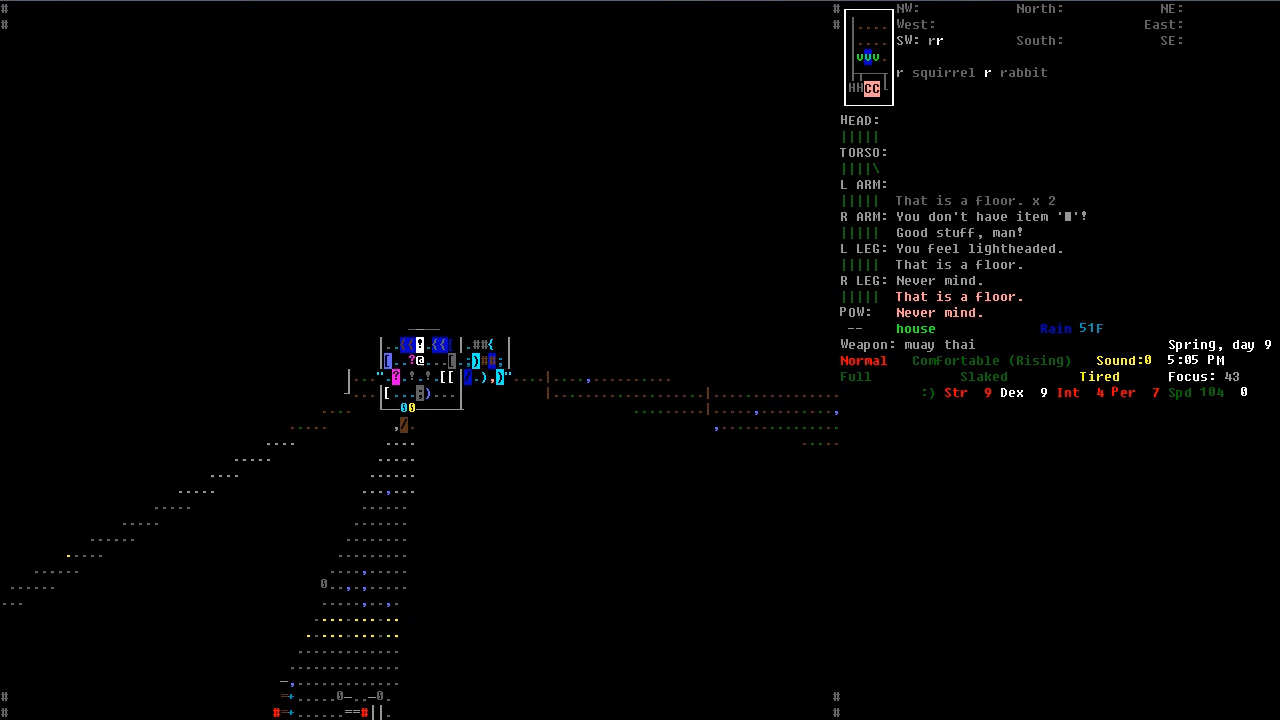 NW: North: NE:
West: East:
SW: rr South: SE:
r squirrel r rabbit
HEAD:
TORSO:
L ARM:
That is a floor. x 2
R ARM: You don't have item '■'!
Good stuff, man!
L LEG: You feel lightheaded.
That is a floor.
R LEG: Never mind.
That is a floor.
POW: Never mind.
-- house Rain 51F
Weapon: muay thai Spring, day 9
Normal Comfortable (Rising) Sound:0 5:05 PM
Full Slaked Tired Focus: 43
:) Str 9 Dex 9 Int 4 Per 7 Spd 104 0